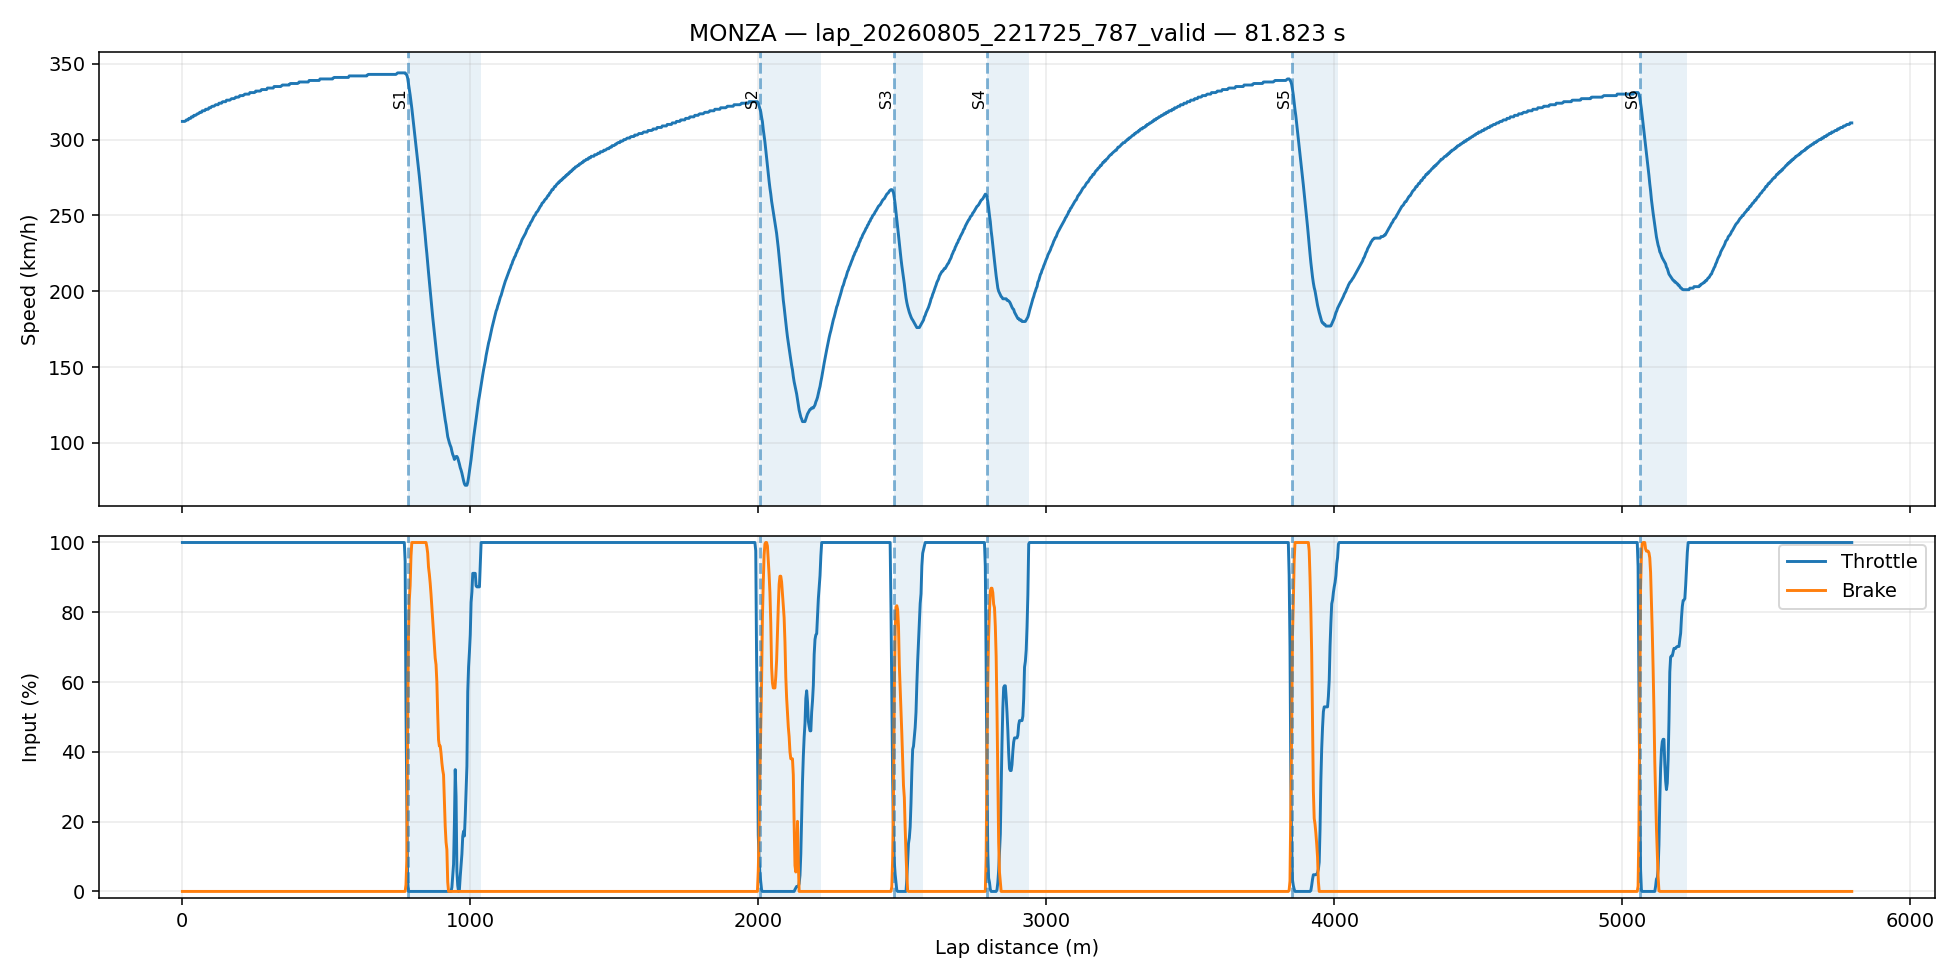 MONZA — lap_20260805_221725_787_valid — 81.823 s
Speed (km/h)
350
300
250
200
150
100
S1
S2
S3
S4
S5
S6
Input (%)
100
80
60
40
20
0
Throttle
Brake
0
1000
2000
3000
4000
5000
6000
Lap distance (m)